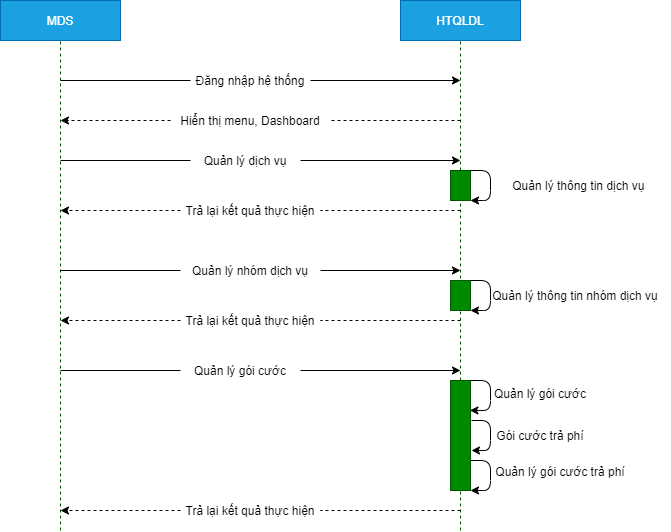 MDS
HTQLDL
Đăng nhập hệ thống
Hiển thị menu, Dashboard
Quản lý dịch vụ
Quản lý thông tin dịch vụ
Trả lại kết quả thực hiện
Quản lý nhóm dịch vụ
Quản lý thông tin nhóm dịch vụ
Trả lại kết quả thực hiện
Quản lý gói cước
Quản lý gói cước
Gói cước trả phí
Quản lý gói cước trả phí
Trả lại kết quả thực hiện